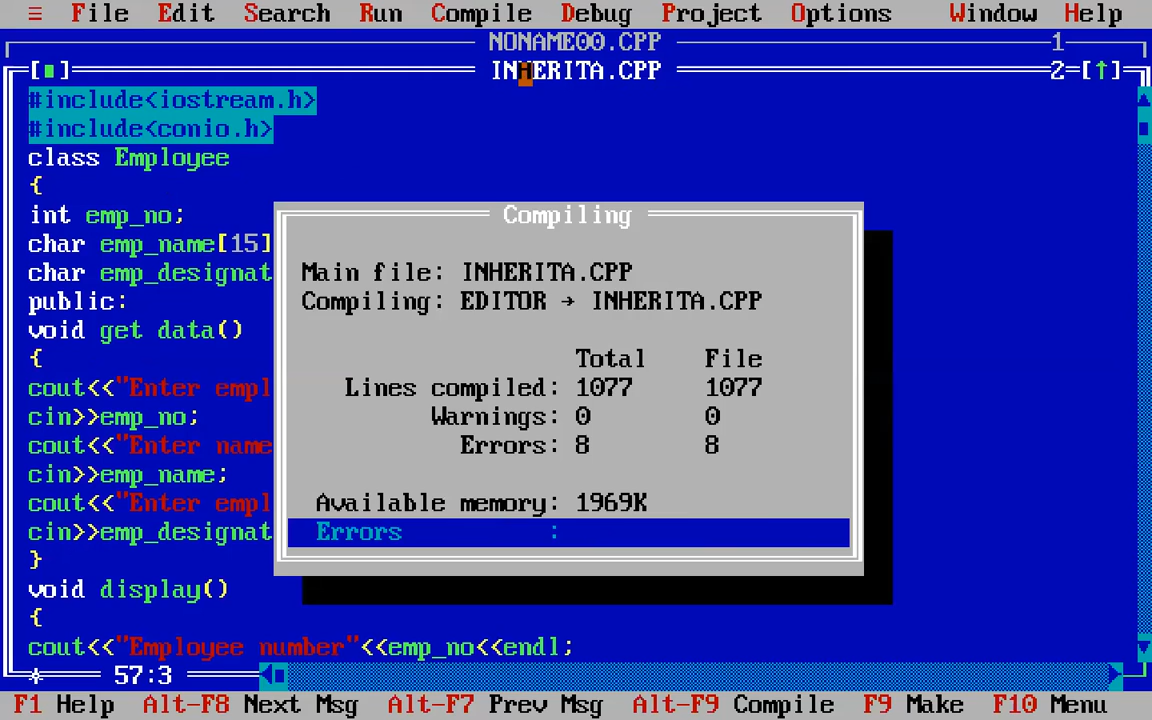 ≡ File Edit Search Run Compile Debug Project Options Window Help
NONAME00.CPP 1
[■] INHERITA.CPP 2=[↑]
#include<iostream.h>
#include<conio.h>
class Employee
{
int emp_no;
char emp_name[15]
char emp_designat
public:
void get data()
{
cout<<"Enter empl
cin>>emp_no;
cout<<"Enter name
cin>>emp_name;
cout<<"Enter empl
cin>>emp_designat
}
void display()
{
cout<<"Employee number"<<emp_no<<endl;
Compiling
Main file: INHERITA.CPP
Compiling: EDITOR → INHERITA.CPP
Total File
Lines compiled: 1077 1077
Warnings: 0 0
Errors: 8 8
Available memory: 1969K
Errors :
57:3
F1 Help Alt-F8 Next Msg Alt-F7 Prev Msg Alt-F9 Compile F9 Make F10 Menu